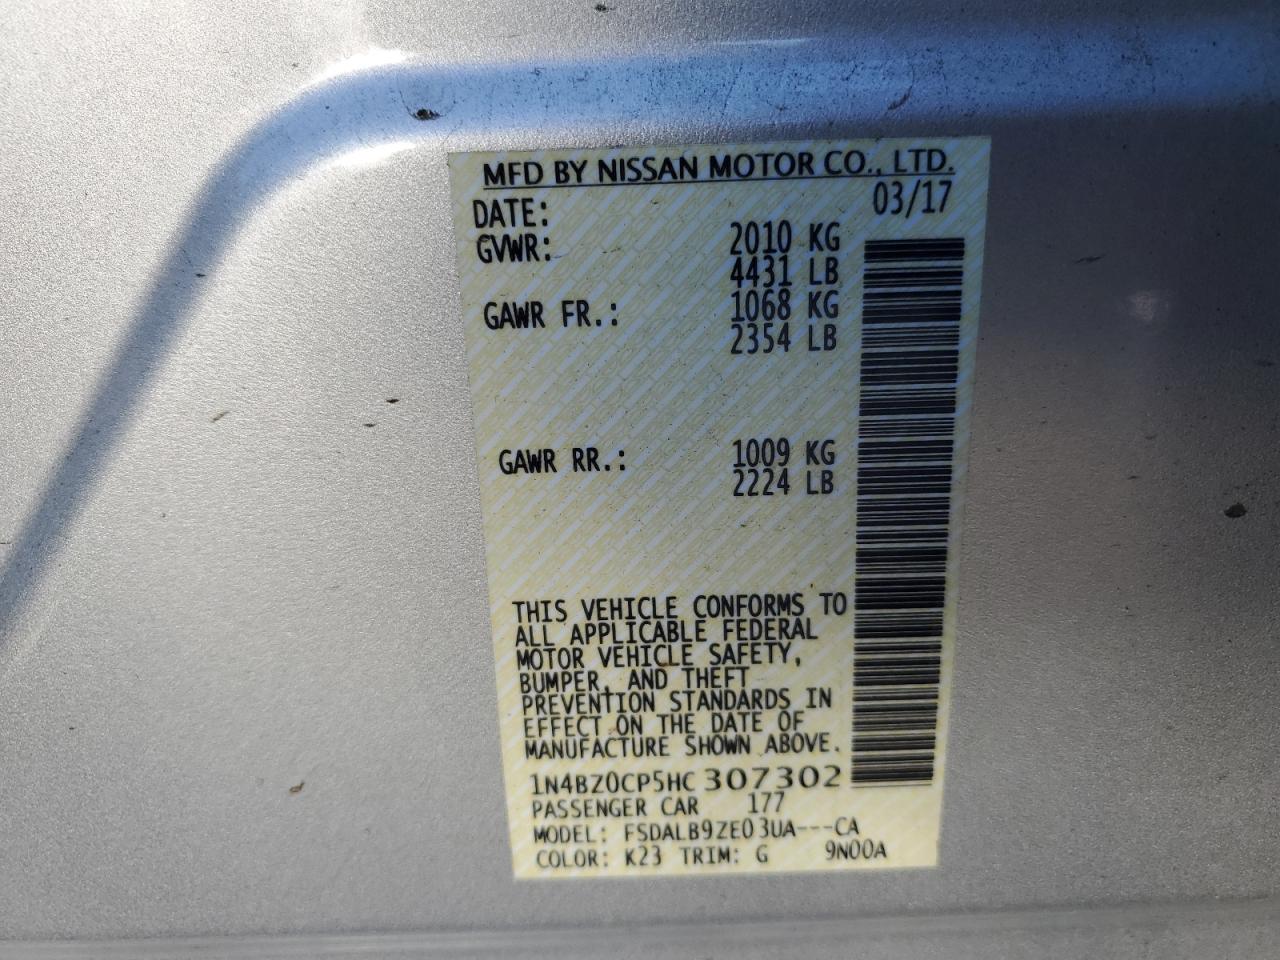 MFD BY NISSAN MOTOR CO., LTD.
DATE: 03/17
GVWR: 2010 KG
4431 LB
GAWR FR.: 1068 KG
2354 LB
GAWR RR.: 1009 KG
2224 LB
THIS VEHICLE CONFORMS TO
ALL APPLICABLE FEDERAL
MOTOR VEHICLE SAFETY,
BUMPER, AND THEFT
PREVENTION STANDARDS IN
EFFECT ON THE DATE OF
MANUFACTURE SHOWN ABOVE.
1N4BZ0CP5HC 307302
PASSENGER CAR 177
MODEL: FSDALB9ZE03UA---CA
COLOR: K23 TRIM: G 9N00A